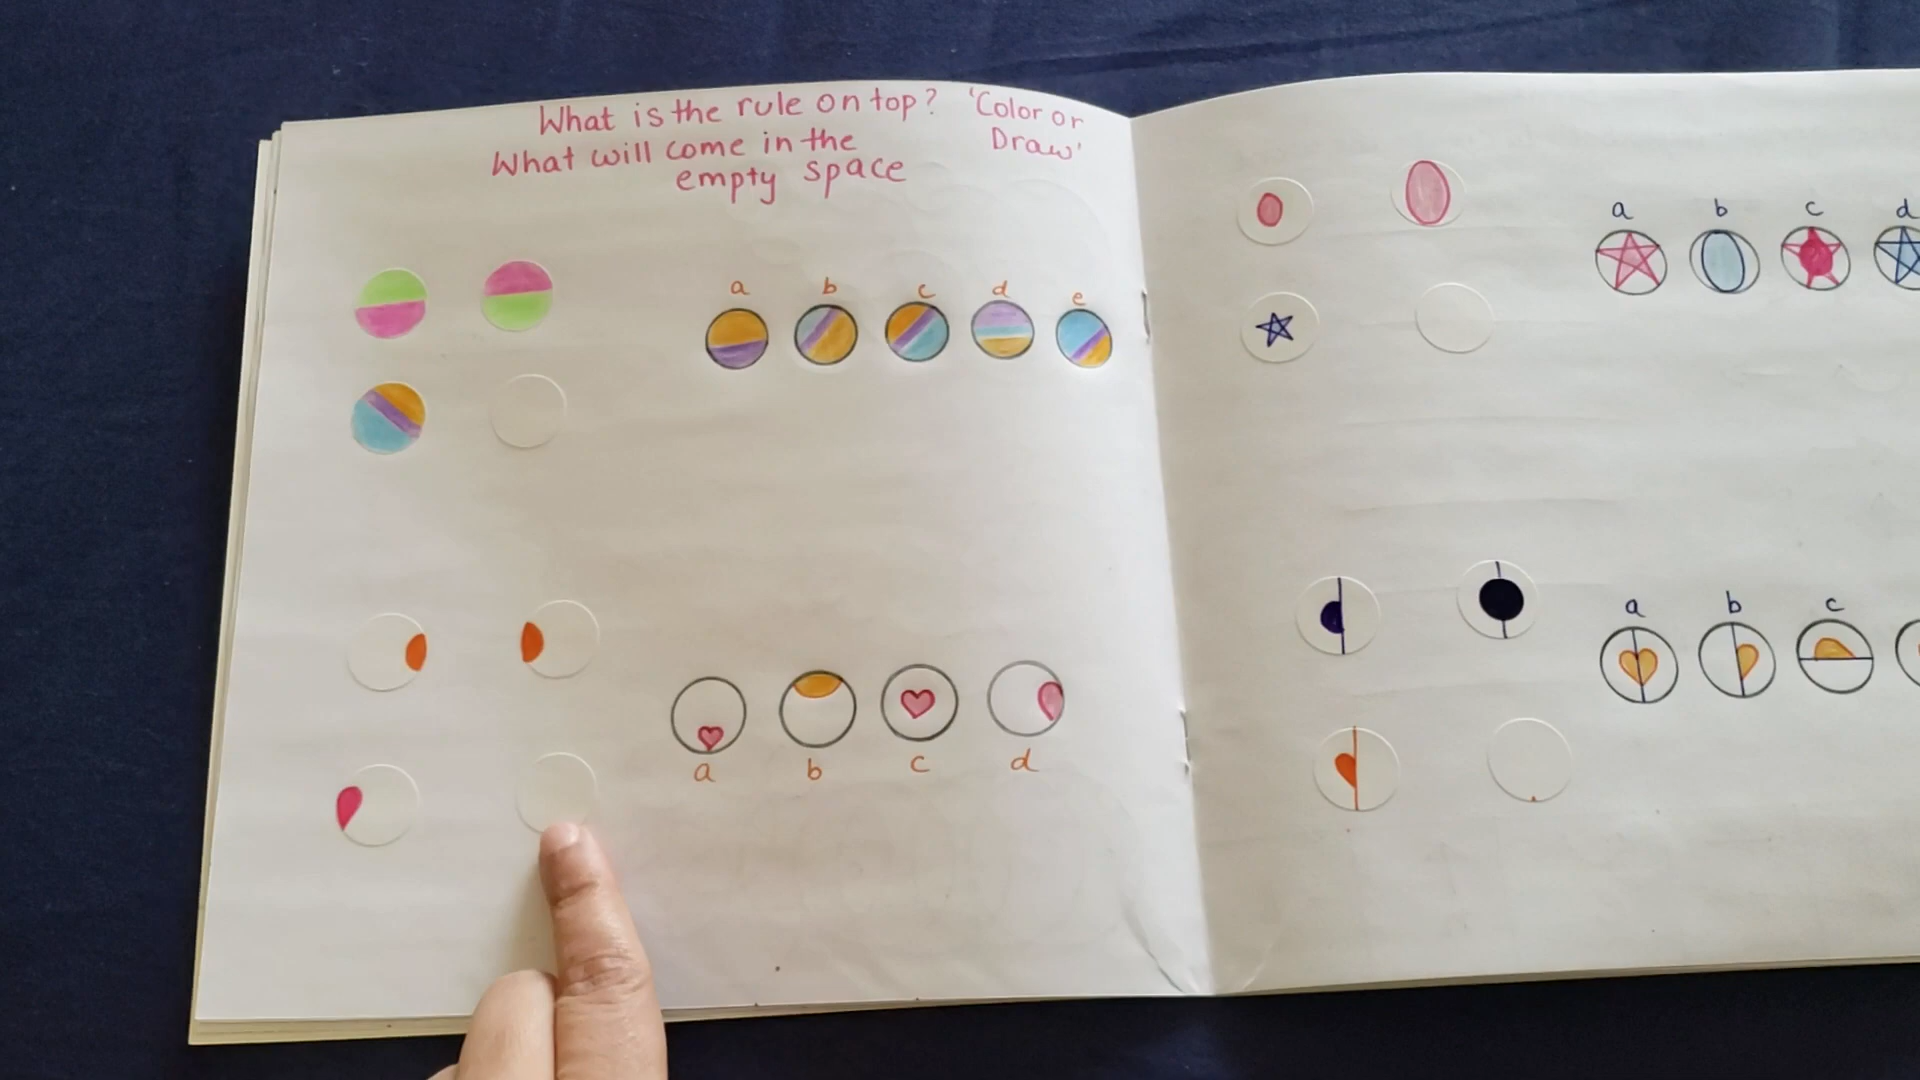 What is the rule on top? 'Color or
What will come in the Draw'
empty space
a b c d e
a b c d
a b c d
a b c